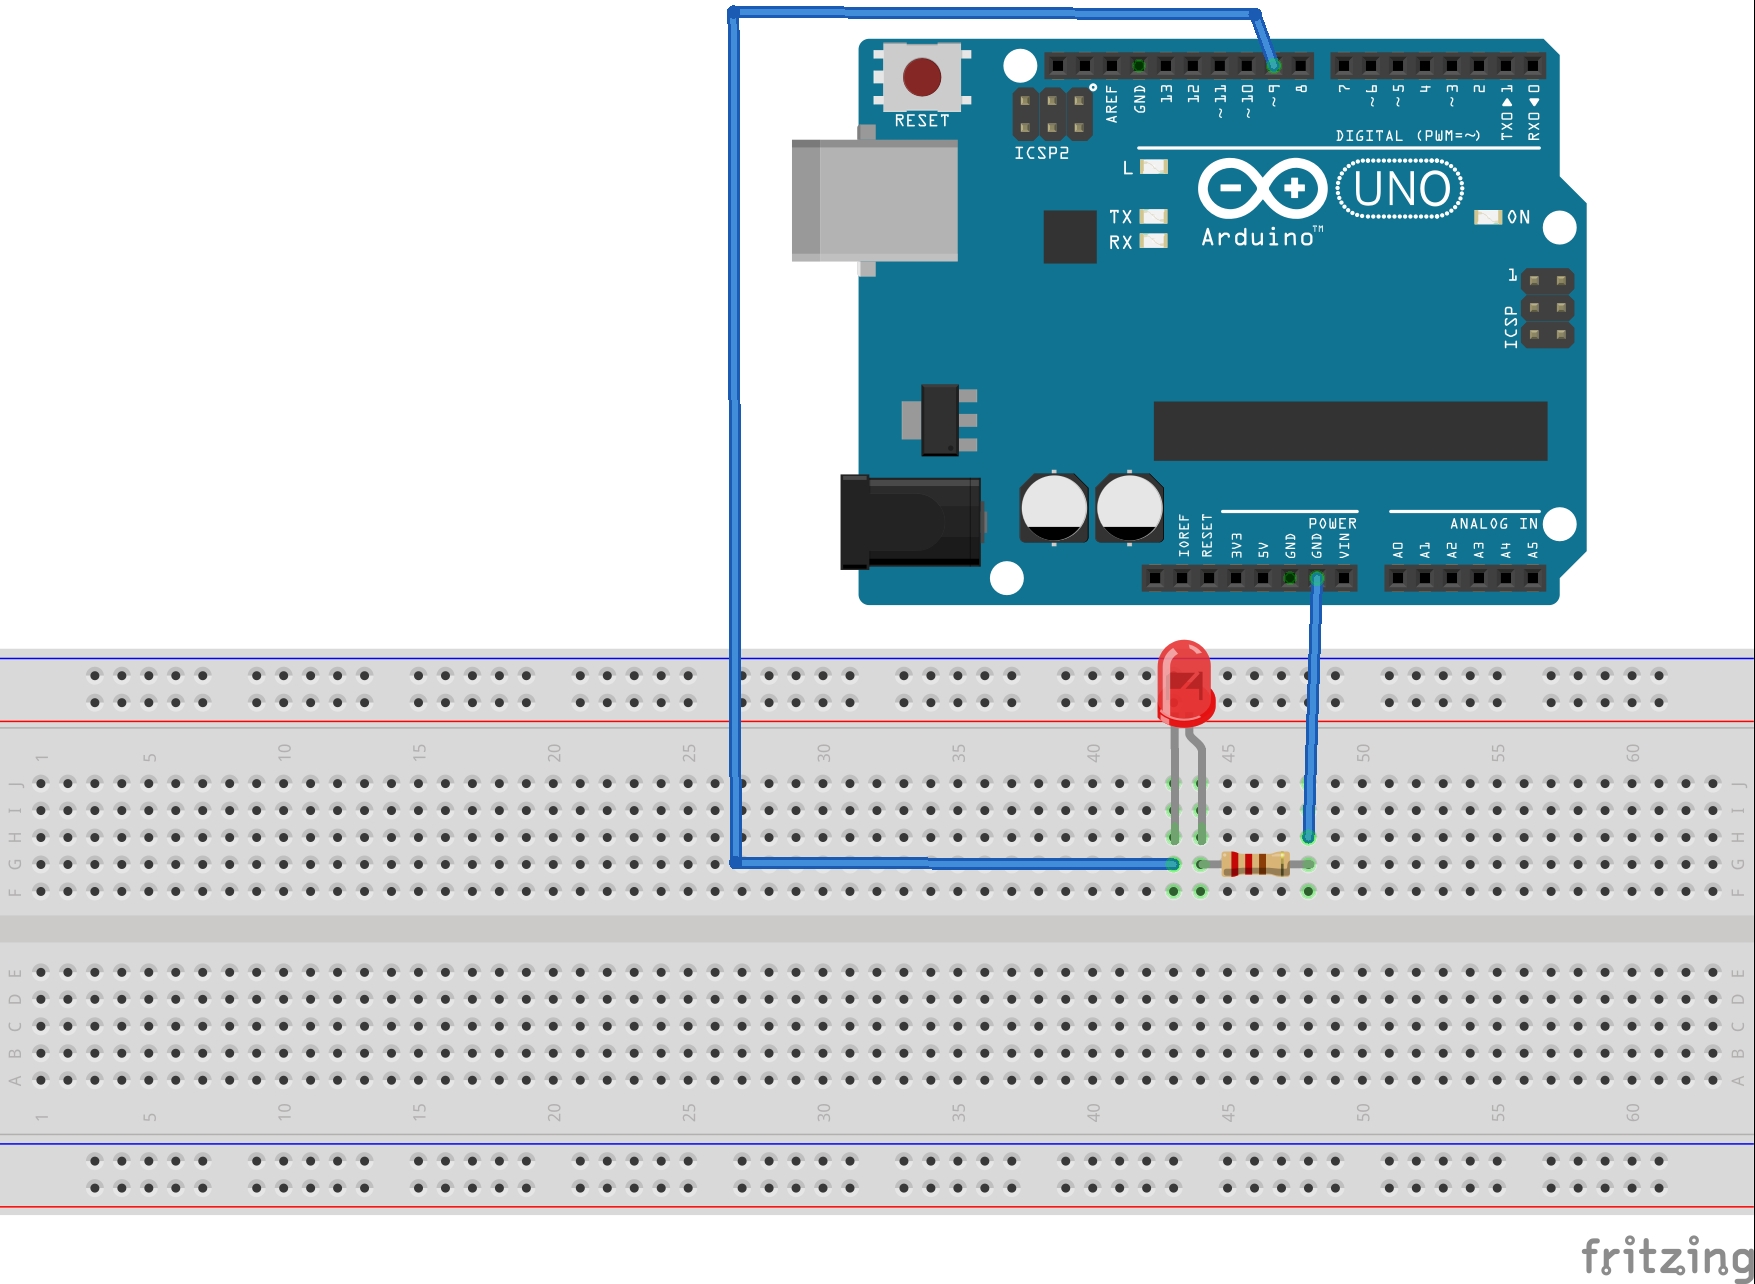 RESET
ICSP2
AREF
GND
13
12
~11
~10
~9
8
7
~6
~5
4
~3
2
TX0▶1
RX0◀0
DIGITAL (PWM=~)
L
TX
RX
UNO
Arduino™
ON
1
ICSP
IOREF
RESET
3V3
5V
GND
GND
VIN
POWER
ANALOG IN
A0
A1
A2
A3
A4
A5
1 5 10 15 20 25 30 35 40 45 50 55 60
J J
I I
H H
G G
F F
E E
D D
C C
B B
A A
1 5 10 15 20 25 30 35 40 45 50 55 60
fritzing